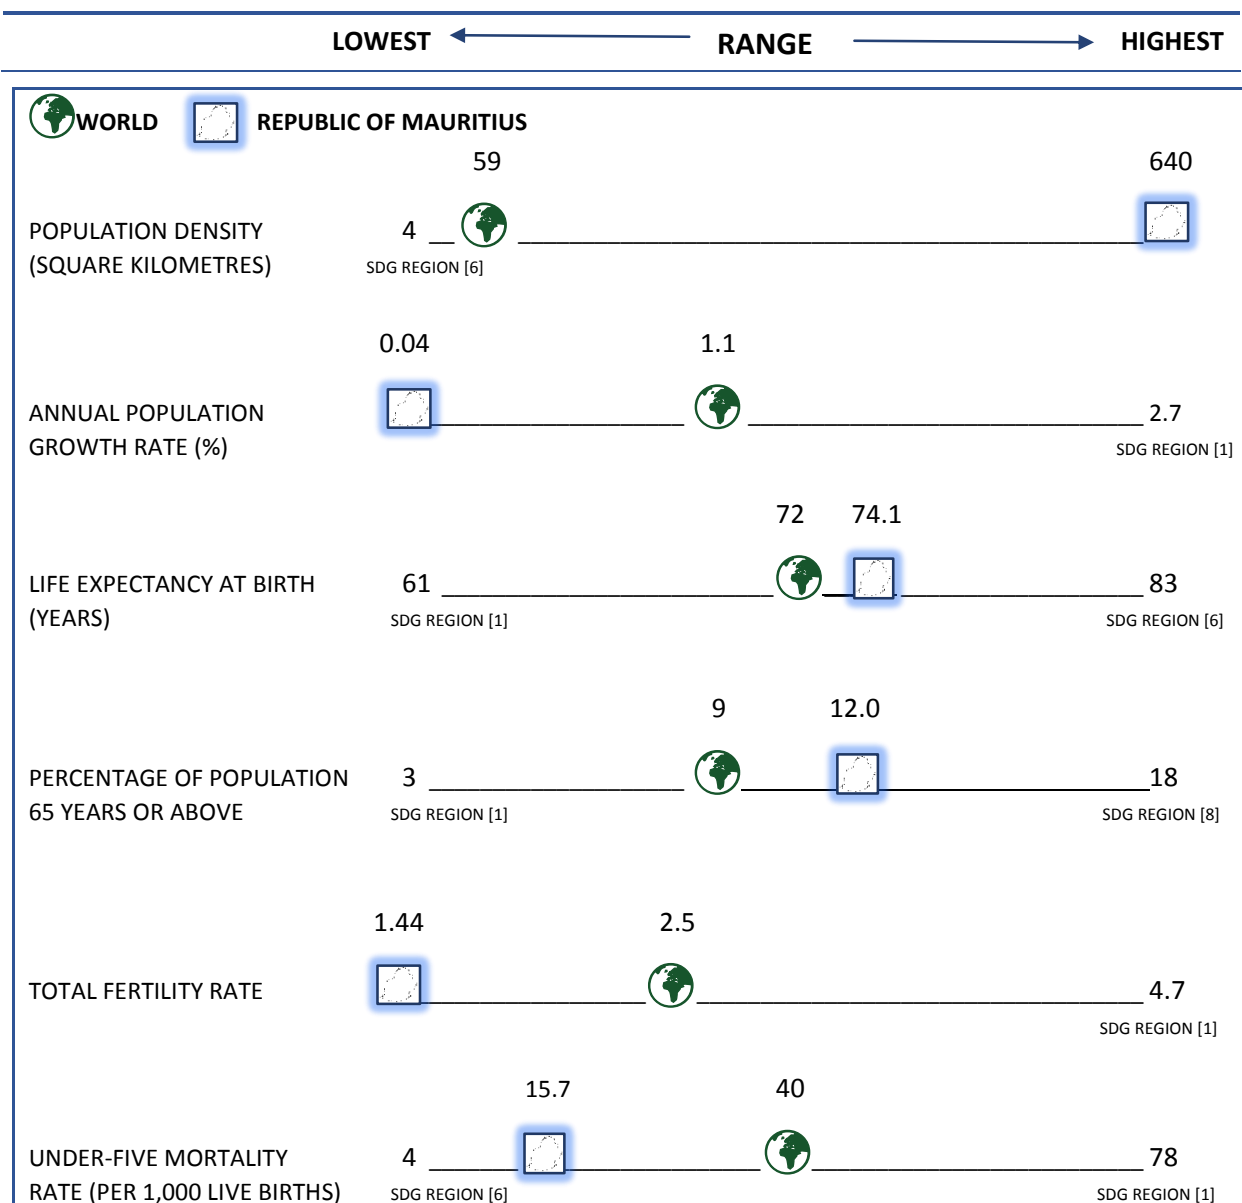 LOWEST RANGE HIGHEST
WORLD REPUBLIC OF MAURITIUS
59 640
POPULATION DENSITY 4
(SQUARE KILOMETRES) SDG REGION [6]
0.04 1.1
ANNUAL POPULATION 2.7
GROWTH RATE (%) SDG REGION [1]
72 74.1
LIFE EXPECTANCY AT BIRTH 61 83
(YEARS) SDG REGION [1] SDG REGION [6]
9 12.0
PERCENTAGE OF POPULATION 3 18
65 YEARS OR ABOVE SDG REGION [1] SDG REGION [8]
1.44 2.5
TOTAL FERTILITY RATE 4.7
SDG REGION [1]
15.7 40
UNDER-FIVE MORTALITY 4 78
RATE (PER 1,000 LIVE BIRTHS) SDG REGION [6] SDG REGION [1]